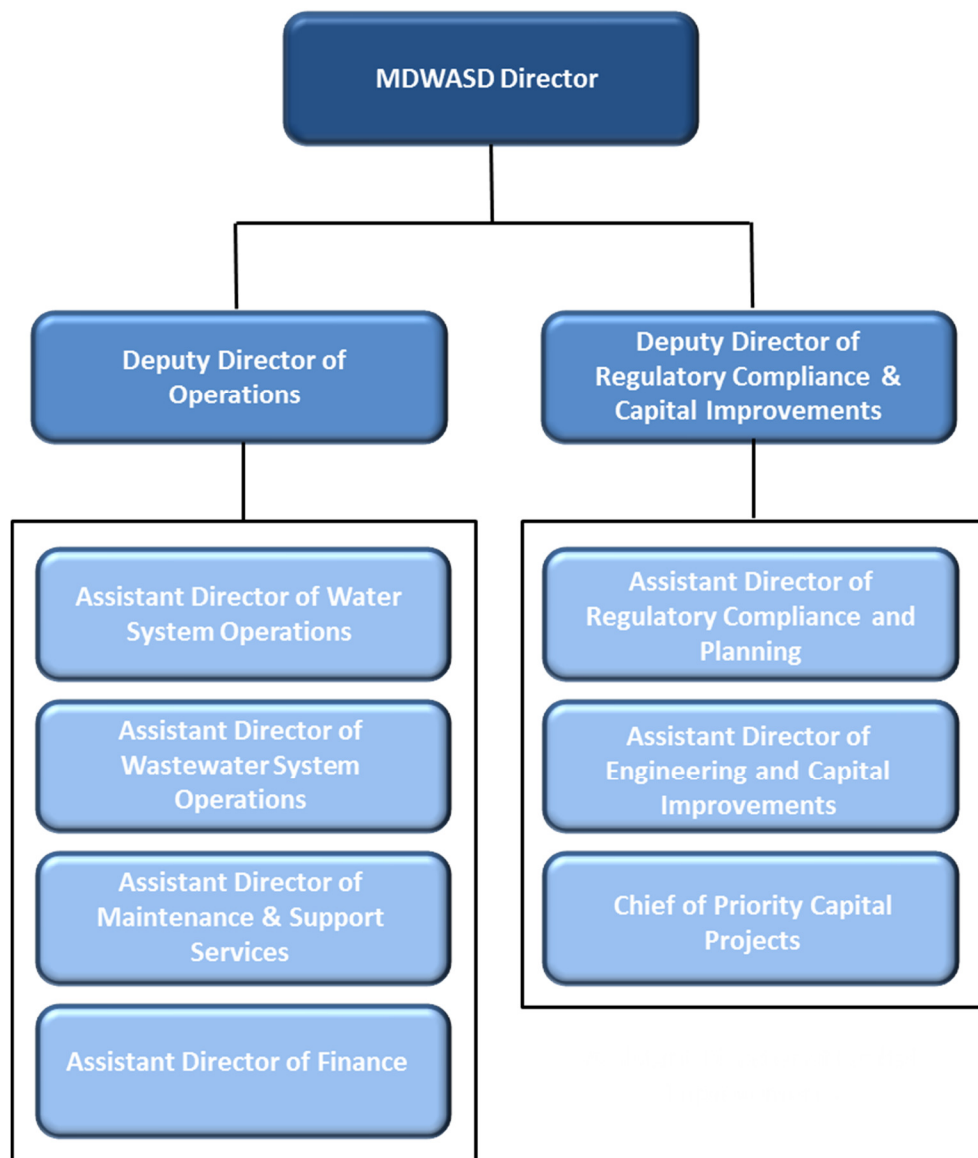 MDWASD Director
Deputy Director of
Operations
Deputy Director of
Regulatory Compliance &
Capital Improvements
Assistant Director of Water
System Operations
Assistant Director of
Wastewater System
Operations
Assistant Director of
Maintenance & Support
Services
Assistant Director of Finance
Assistant Director of
Regulatory Compliance and
Planning
Assistant Director of
Engineering and Capital
Improvements
Chief of Priority Capital
Projects